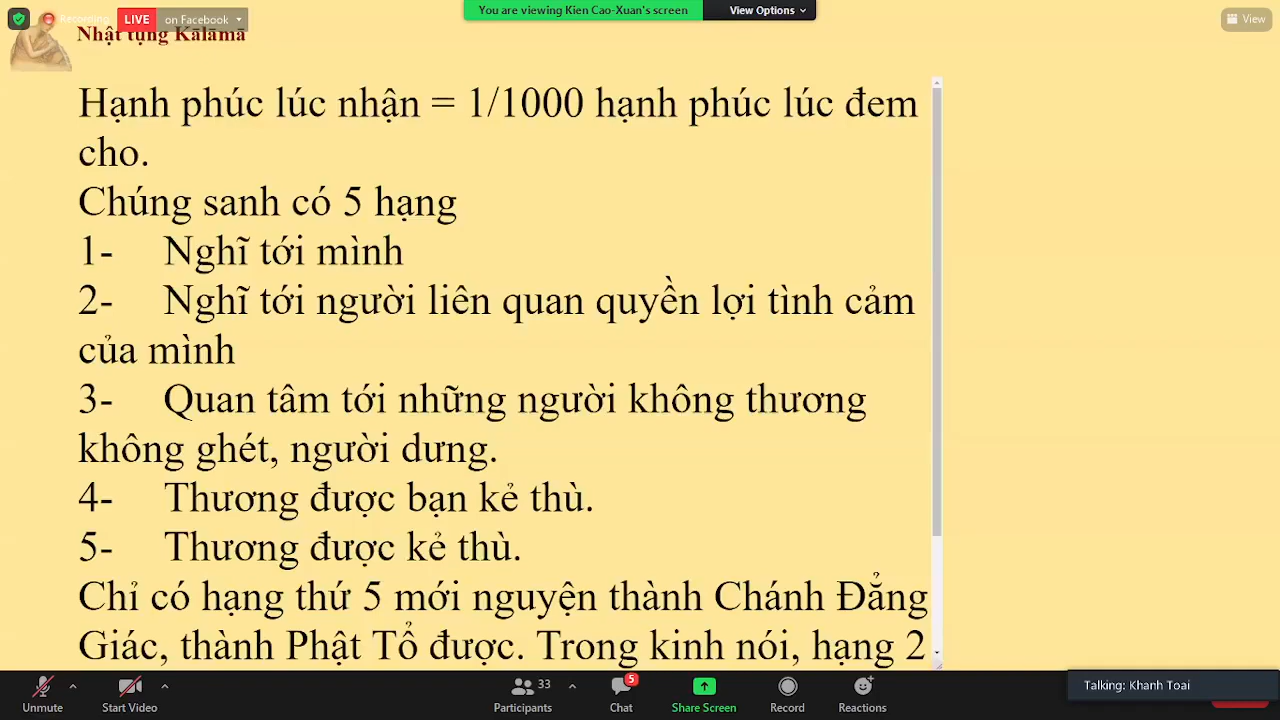 Recording
LIVE
on Facebook
You are viewing Kien Cao-Xuan's screen
View Options
View
Nhật tụng Kālāmā
Hạnh phúc lúc nhận = 1/1000 hạnh phúc lúc đem
cho.
Chúng sanh có 5 hạng
1- Nghĩ tới mình
2- Nghĩ tới người liên quan quyền lợi tình cảm
của mình
3- Quan tâm tới những người không thương
không ghét, người dưng.
4- Thương được bạn kẻ thù.
5- Thương được kẻ thù.
Chỉ có hạng thứ 5 mới nguyện thành Chánh Đẳng
Giác, thành Phật Tổ được. Trong kinh nói, hạng 2
Talking: Khanh Toai
Unmute
Start Video
33
Participants
5
Chat
Share Screen
Record
Reactions